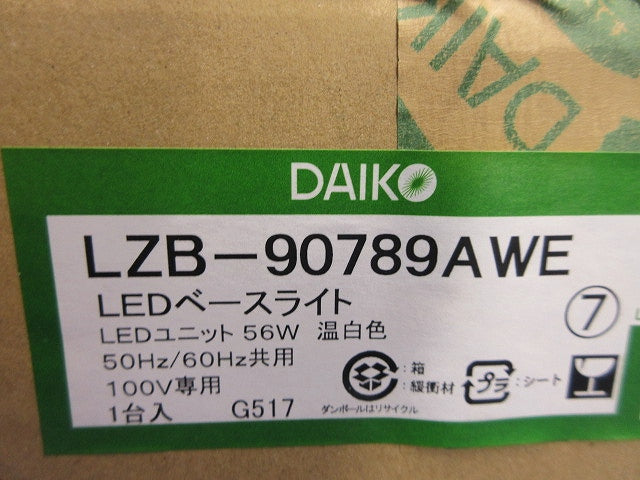 DAIKO
DAIKO
LZB-90789AWE
LEDベースライト
LEDユニット 56W 温白色
⑦
50Hz/60Hz共用
100V専用
1台入 G517
：箱
：緩衝材
ダンボールはリサイクル
プラ
：シート